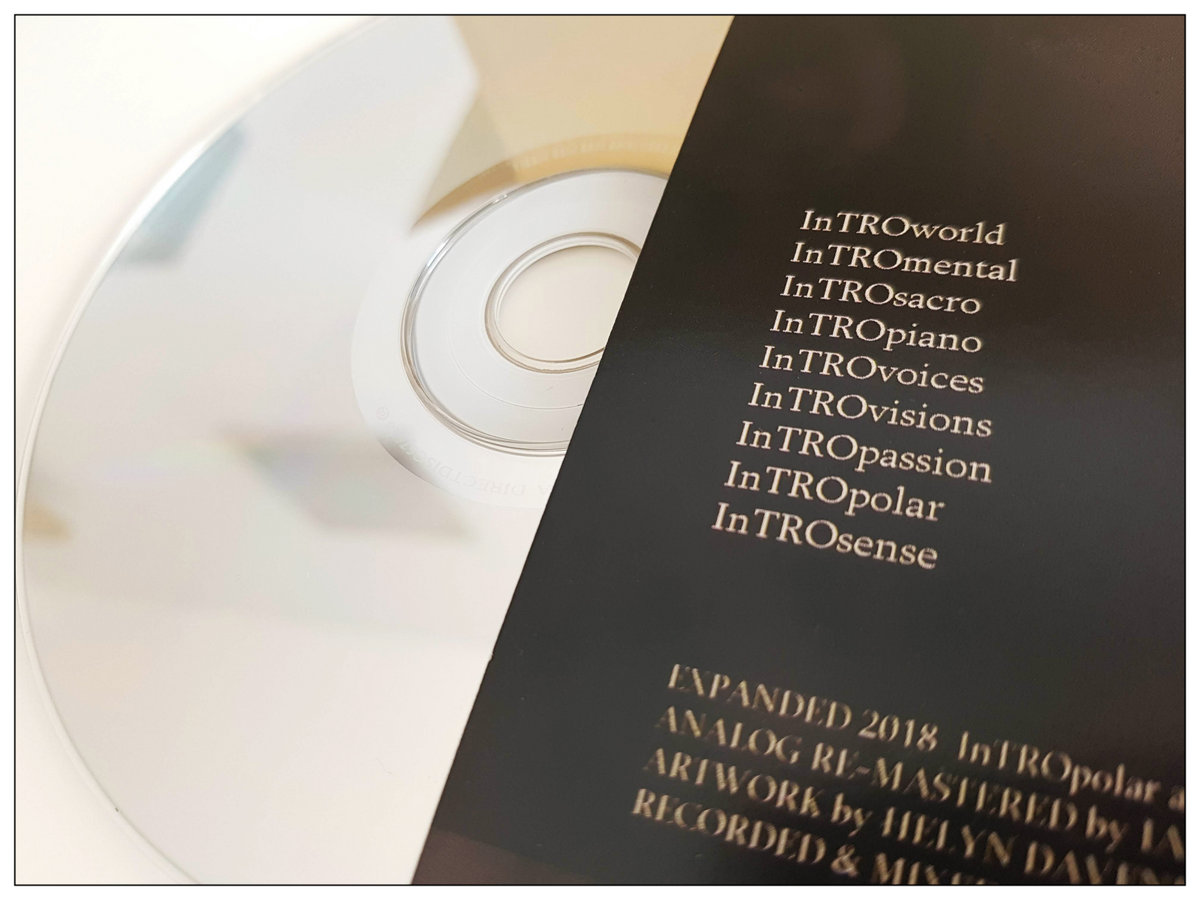 InTROworld
InTROmental
InTROsacro
InTROpiano
InTROvoices
InTROvisions
InTROpassion
InTROpolar
InTROsense
EXPANDED 2018 InTROpolar
ANALOG RE-MASTERED by
ARTWORK by HELYN
RECORDED &